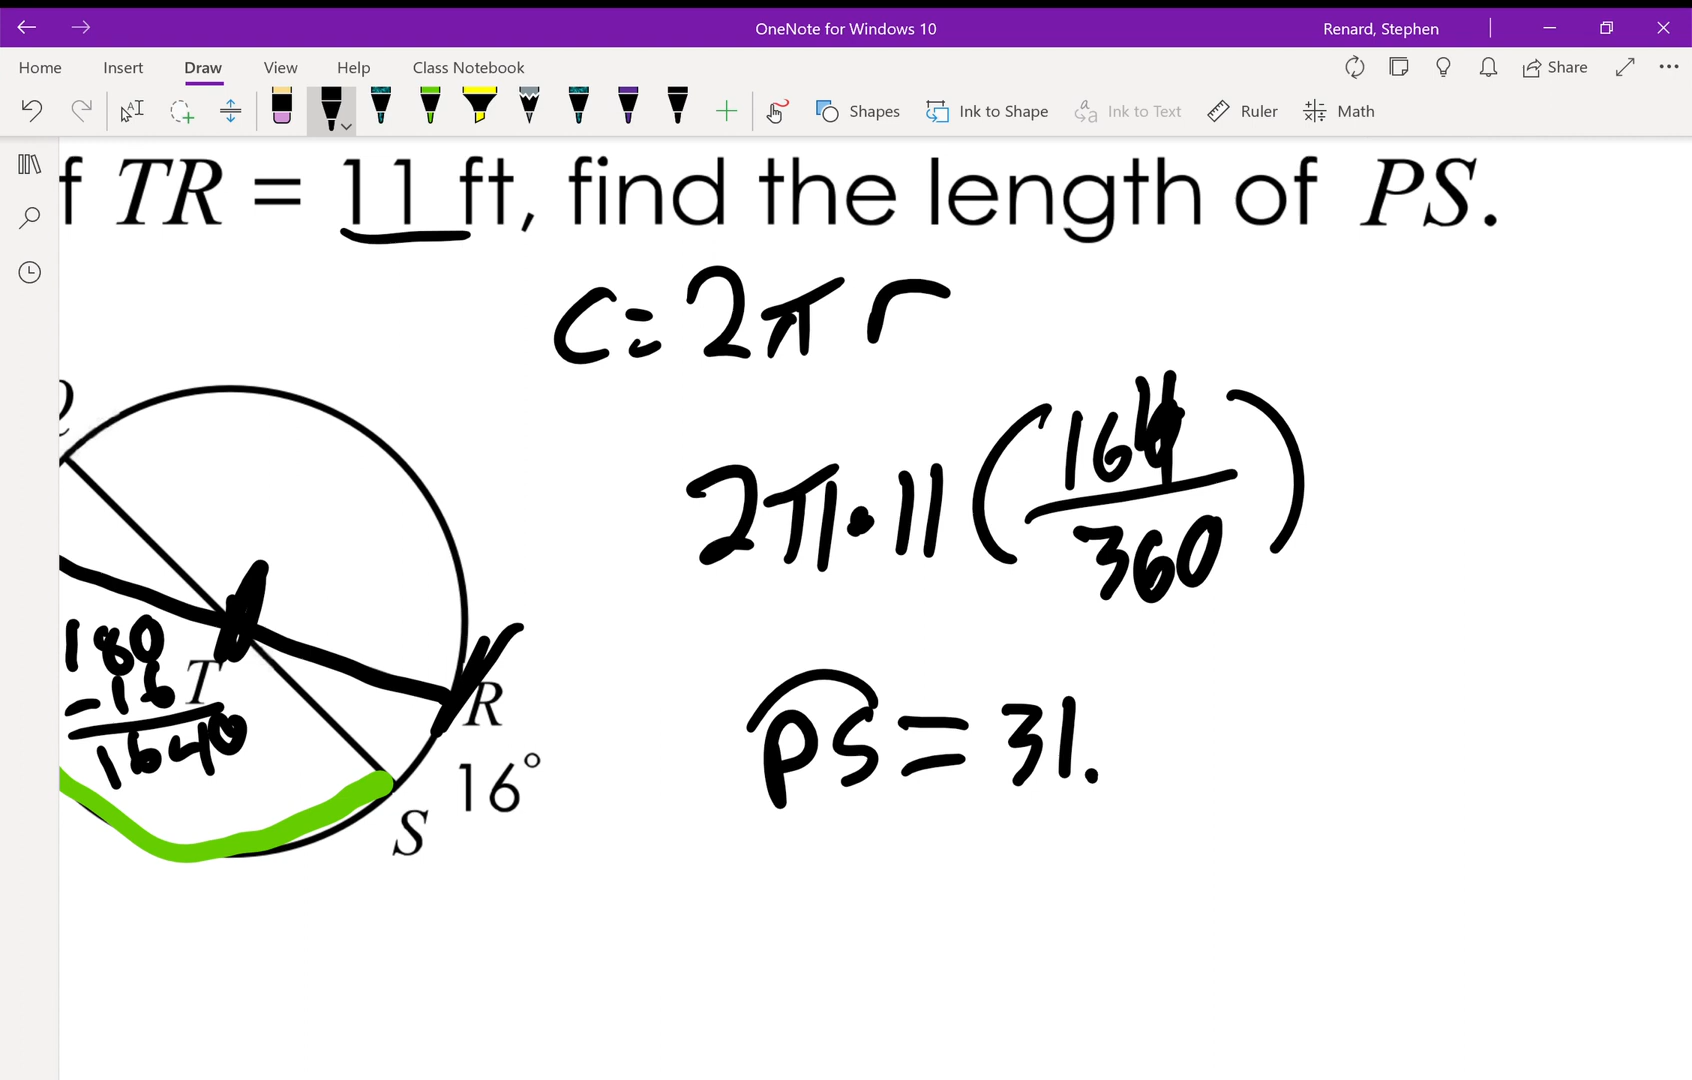 OneNote for Windows 10
Renard, Stephen
Home Insert Draw View Help Class Notebook
Share
Shapes Ink to Shape Ink to Text Ruler Math
f TR = 11 ft, find the length of PS.
C = 2πr
2π·11 (164/360)
180
-16
164°
T
R
16°
S
PS = 31.